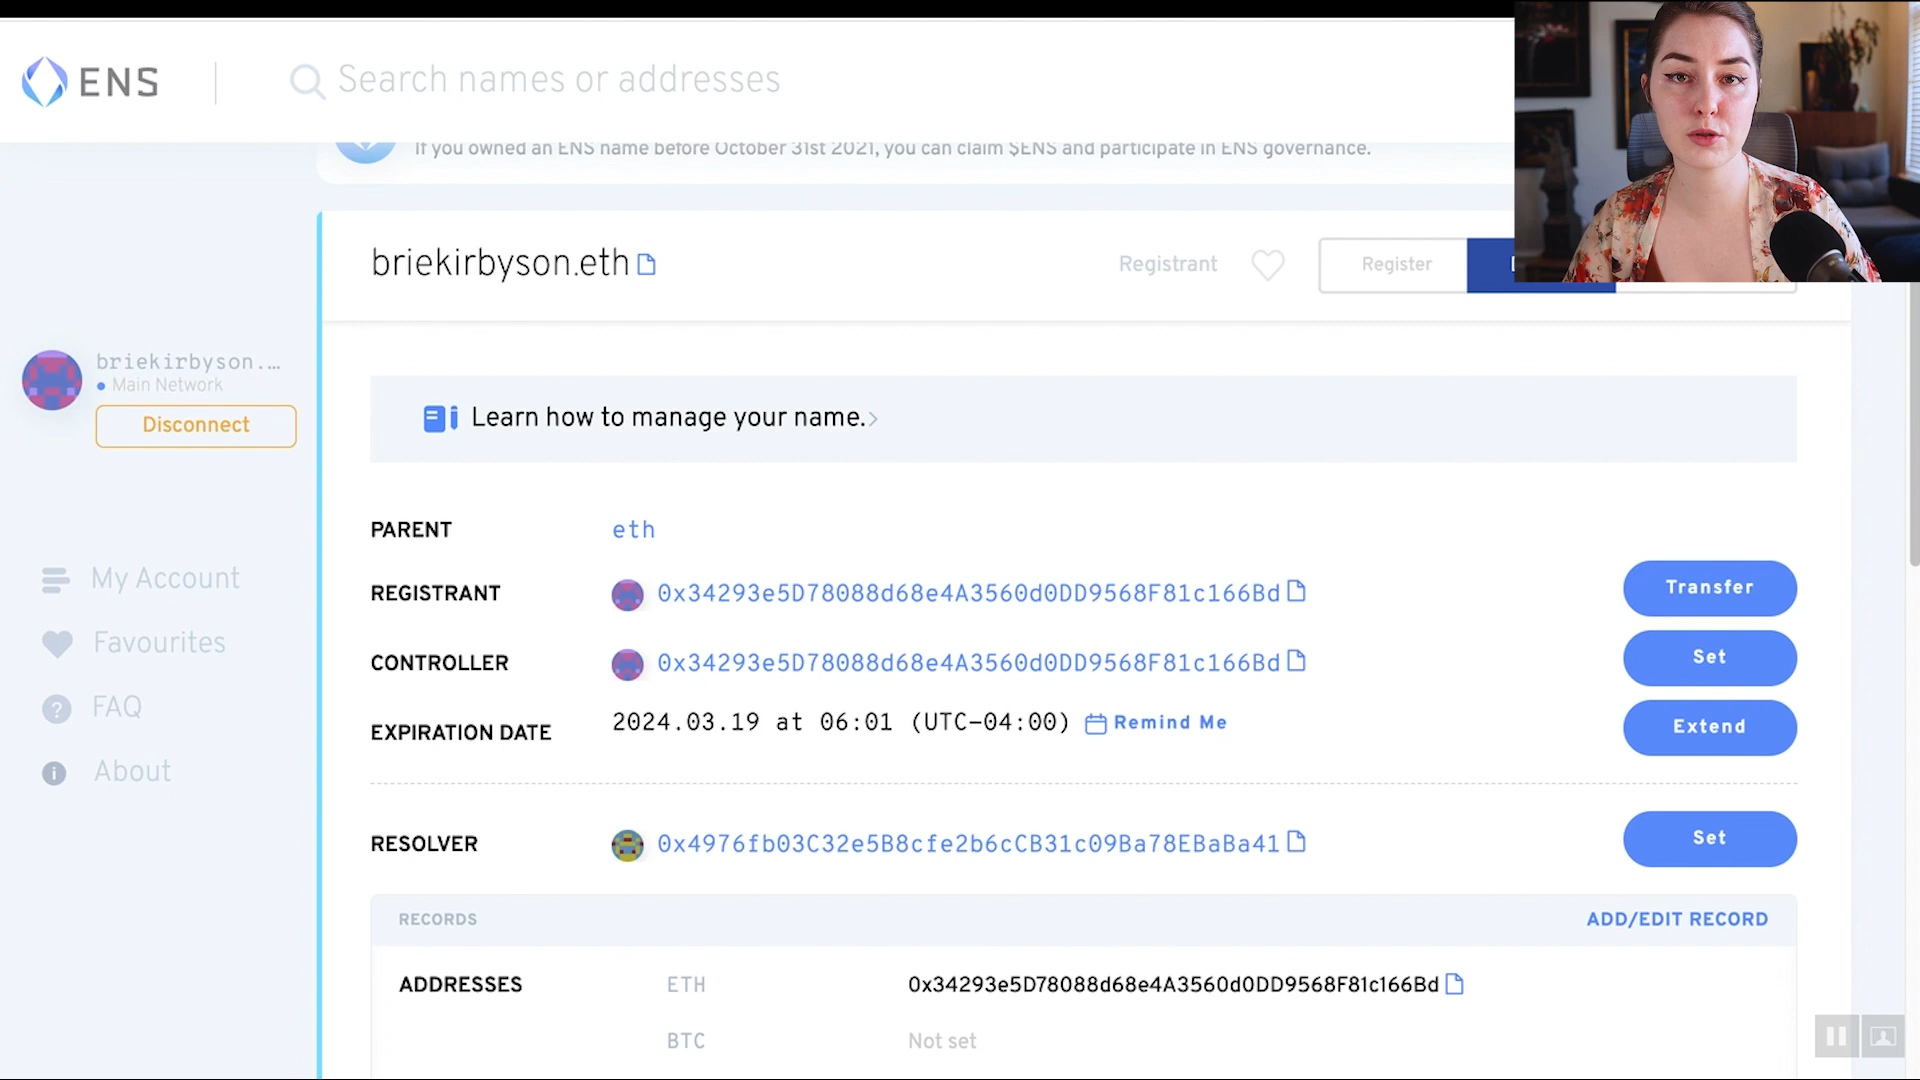 ENS
Search names or addresses
If you owned an ENS name before October 31st 2021, you can claim $ENS and participate in ENS governance.
briekirbyson.eth
Registrant
Register
briekirbyson.…
Main Network
Disconnect
Learn how to manage your name.
PARENT
eth
My Account
REGISTRANT
0x34293e5D78088d68e4A3560d0DD9568F81c166Bd
Transfer
Favourites
CONTROLLER
0x34293e5D78088d68e4A3560d0DD9568F81c166Bd
Set
FAQ
EXPIRATION DATE
2024.03.19 at 06:01 (UTC-04:00)
Remind Me
Extend
About
RESOLVER
0x4976fb03C32e5B8cfe2b6cCB31c09Ba78EBaBa41
Set
RECORDS
ADD/EDIT RECORD
ADDRESSES
ETH
0x34293e5D78088d68e4A3560d0DD9568F81c166Bd
BTC
Not set